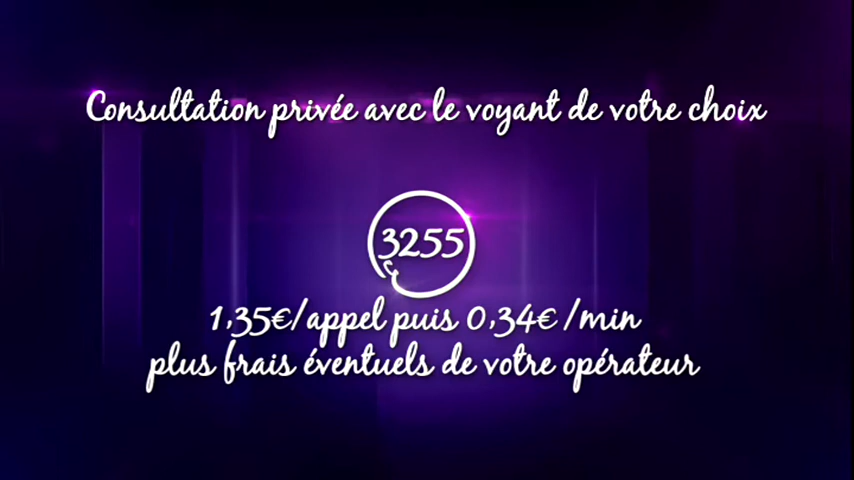 Consultation privée avec le voyant de votre choix
3255
1,35€/appel puis 0,34€/min
plus frais éventuels de votre opérateur